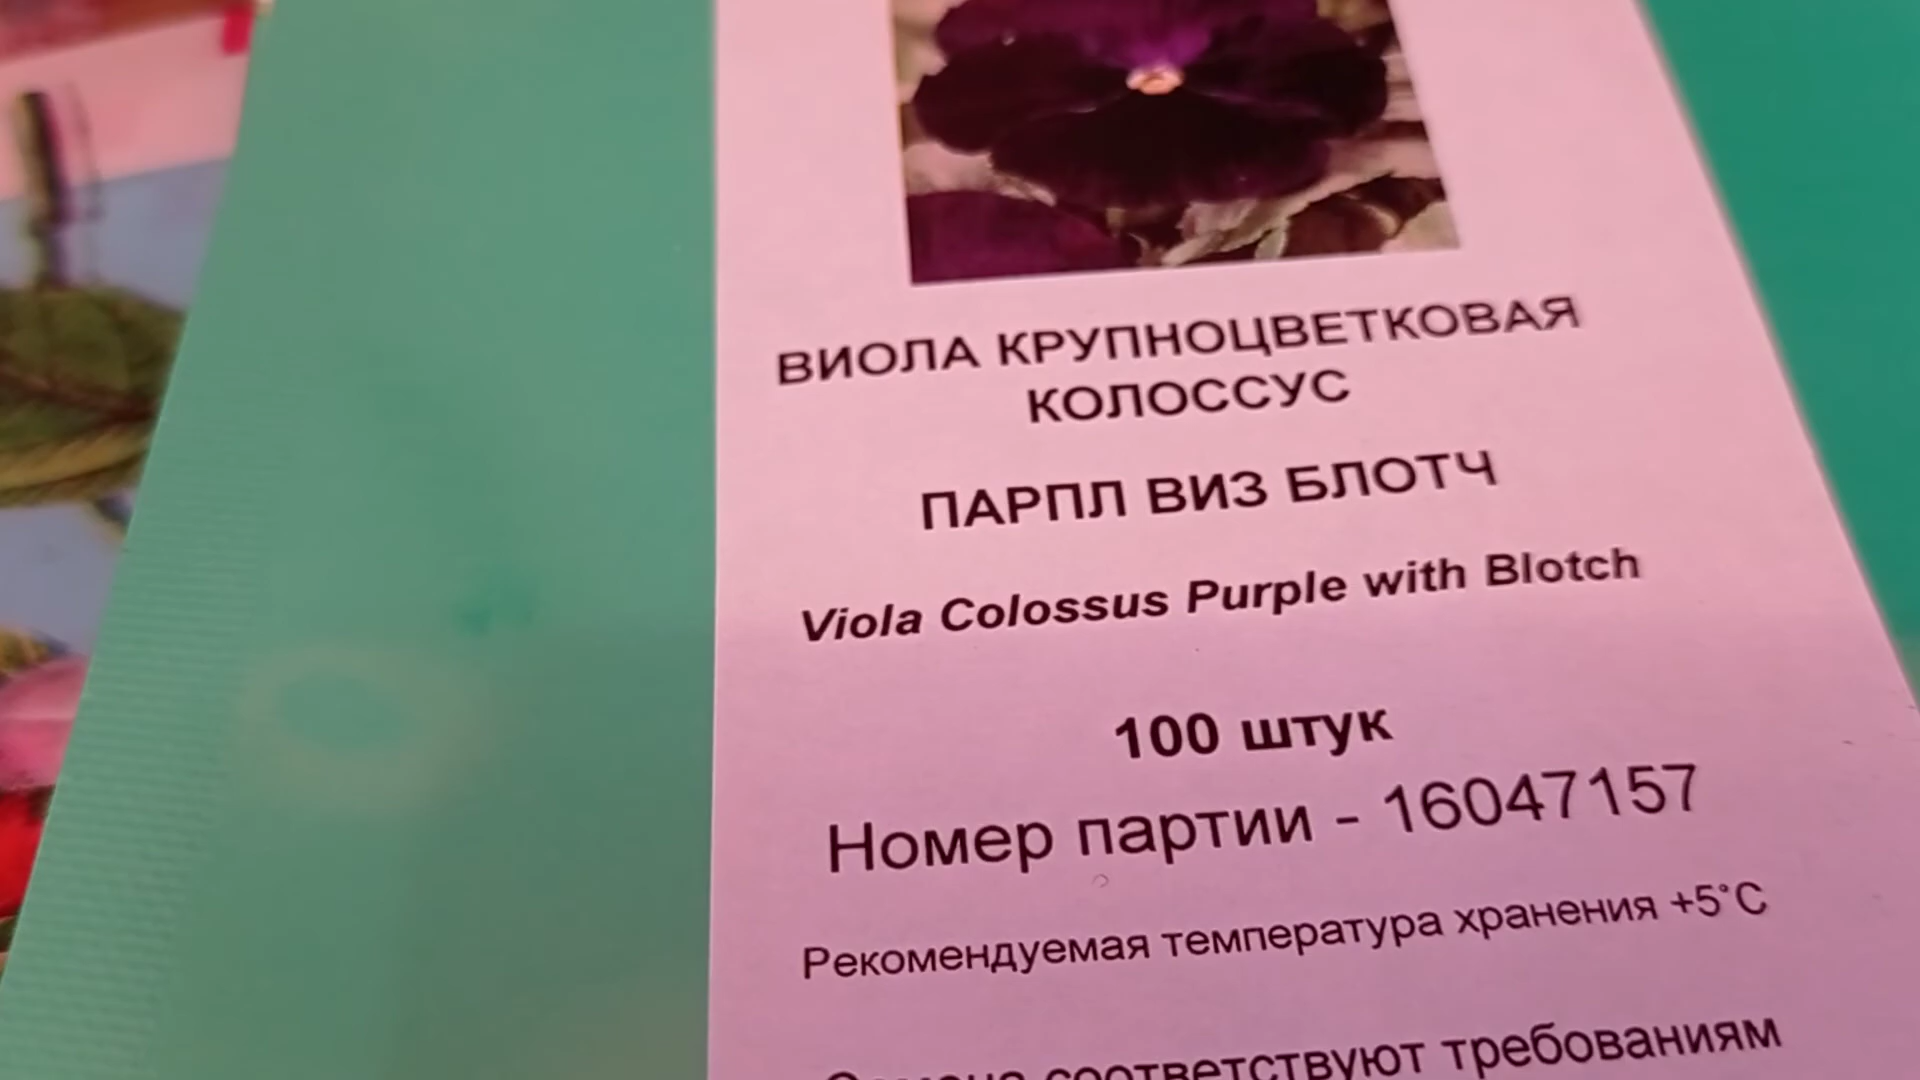 ВИОЛА КРУПНОЦВЕТКОВАЯ
КОЛОССУС
ПАРПЛ ВИЗ БЛОТЧ
Viola Colossus Purple with Blotch
100 штук
Номер партии - 16047157
Рекомендуемая температура хранения +5°C
соответствуют требованиям